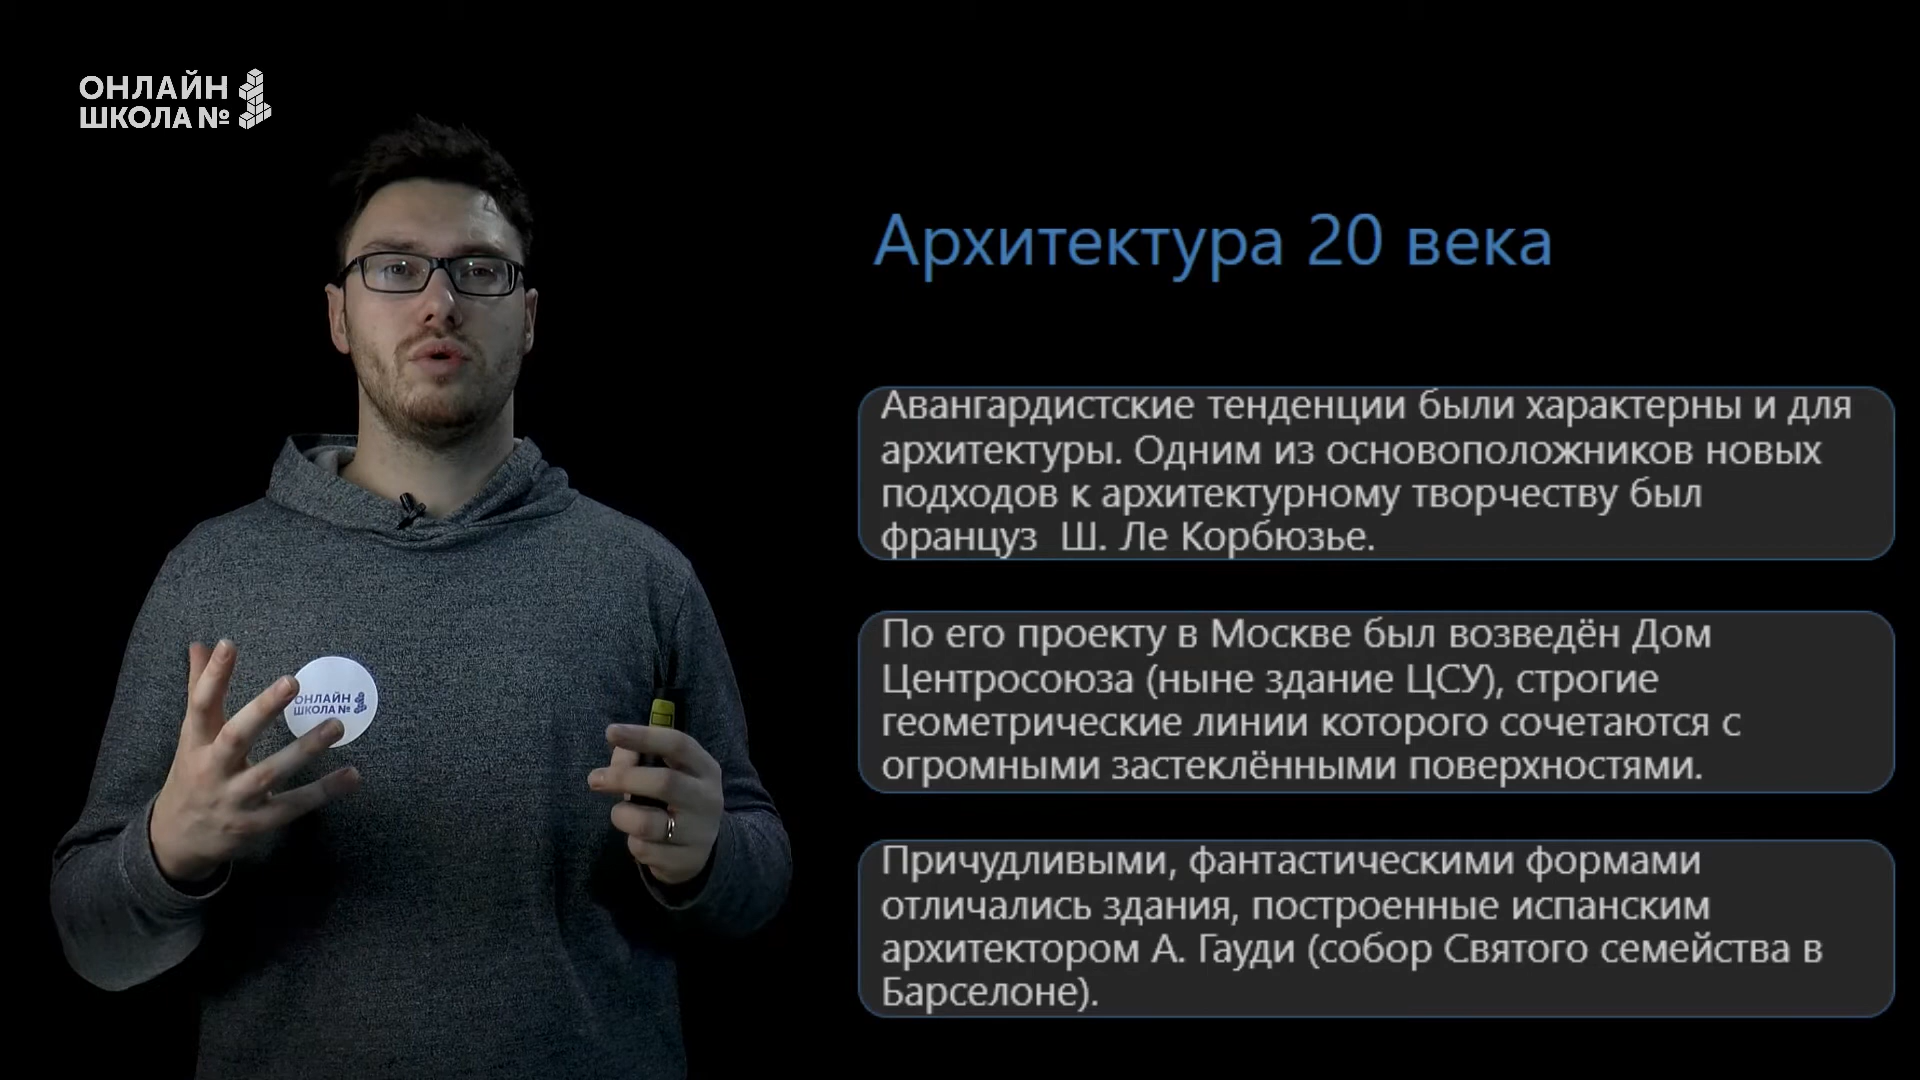 ОНЛАЙН
ШКОЛА №
Архитектура 20 века
Авангардистские тенденции были характерны и для
архитектуры. Одним из основоположников новых
подходов к архитектурному творчеству был
француз Ш. Ле Корбюзье.
По его проекту в Москве был возведён Дом
Центросоюза (ныне здание ЦСУ), строгие
геометрические линии которого сочетаются с
огромными застеклёнными поверхностями.
Причудливыми, фантастическими формами
отличались здания, построенные испанским
архитектором А. Гауди (собор Святого семейства в
Барселоне).
ОНЛАЙН
ШКОЛА №